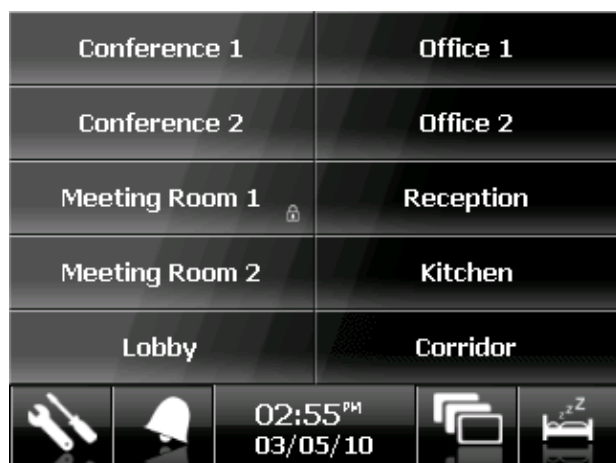 Conference 1
Office 1
Conference 2
Office 2
Meeting Room 1
Reception
Meeting Room 2
Kitchen
Lobby
Corridor
02:55PM
03/05/10
zzZ